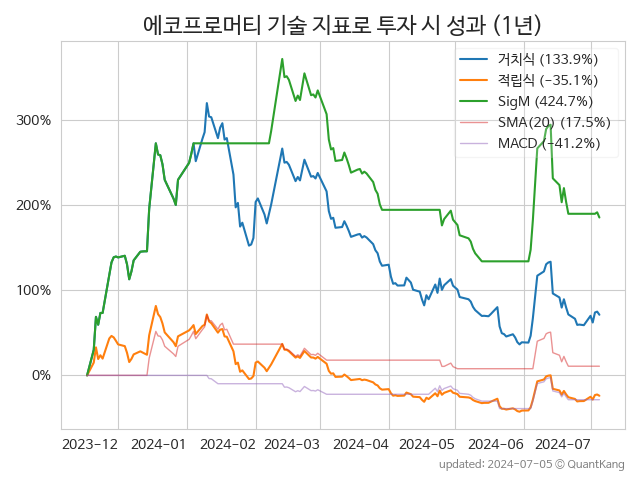 에코프로머티 기술 지표로 투자 시 성과 (1년)
거치식 (133.9%)
적립식 (−35.1%)
SigM (424.7%)
SMA(20) (17.5%)
MACD (−41.2%)
300%
200%
100%
0%
2023-12 2024-01 2024-02 2024-03 2024-04 2024-05 2024-06 2024-07
updated: 2024-07-05 © QuantKang